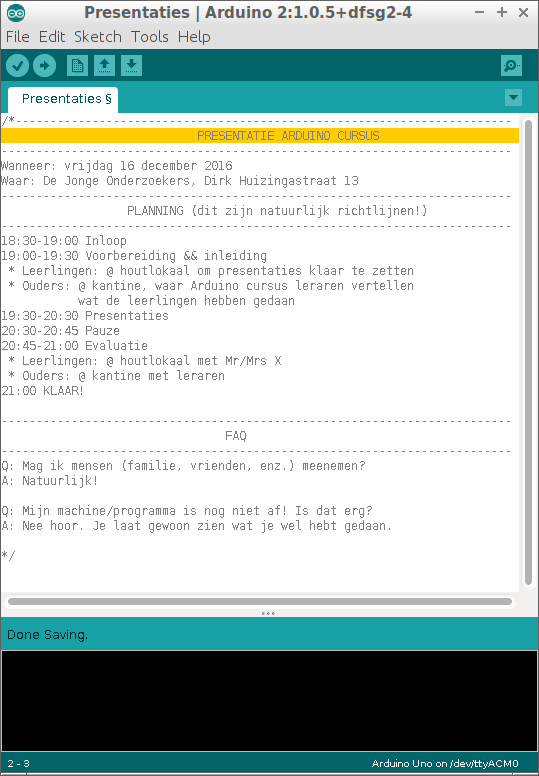 Presentaties | Arduino 2:1.0.5+dfsg2-4
File Edit Sketch Tools Help
Presentaties §
/*-----------------------------------------------------------------------
PRESENTATIE ARDUINO CURSUS
-------------------------------------------------------------------------
Wanneer: vrijdag 16 december 2016
Waar: De Jonge Onderzoekers, Dirk Huizingastraat 13
-------------------------------------------------------------------------
PLANNING (dit zijn natuurlijk richtlijnen!)
-------------------------------------------------------------------------
18:30-19:00 Inloop
19:00-19:30 Voorbereiding && inleiding
* Leerlingen: @ houtlokaal om presentaties klaar te zetten
* Ouders: @ kantine, waar Arduino cursus leraren vertellen
wat de leerlingen hebben gedaan
19:30-20:30 Presentaties
20:30-20:45 Pauze
20:45-21:00 Evaluatie
* Leerlingen: @ houtlokaal met Mr/Mrs X
* Ouders: @ kantine met leraren
21:00 KLAAR!
-------------------------------------------------------------------------
FAQ
-------------------------------------------------------------------------
Q: Mag ik mensen (familie, vrienden, enz.) meenemen?
A: Natuurlijk!
Q: Mijn machine/programma is nog niet af! Is dat erg?
A: Nee hoor. Je laat gewoon zien wat je wel hebt gedaan.
*/
Done Saving.
2 - 3
Arduino Uno on /dev/ttyACM0